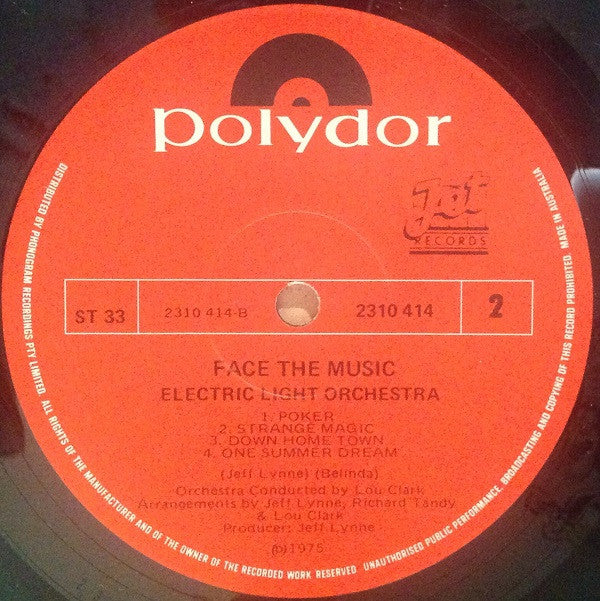 polydor
Jet
RECORDS
ST 33
2310 414-B
2310 414
2
FACE THE MUSIC
ELECTRIC LIGHT ORCHESTRA
1. POKER
2. STRANGE MAGIC
3. DOWN HOME TOWN
4. ONE SUMMER DREAM
(Jeff Lynne) (Belinda)
Orchestra Conducted by Lou Clark
Arrangements by Jeff Lynne, Richard Tandy
& Lou Clark
Producer: Jeff Lynne
℗1975
DISTRIBUTED BY PHONOGRAM RECORDINGS PTY LIMITED. ALL RIGHTS OF THE MANUFACTURER AND OF THE OWNER OF THE RECORDED WORK RESERVED. UNAUTHORISED PUBLIC PERFORMANCE, BROADCASTING AND COPYING OF THIS RECORD PROHIBITED. MADE IN AUSTRALIA